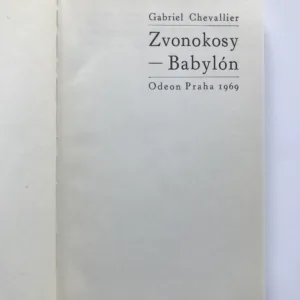 Gabriel Chevallier
Zvonokosy
— Babylón
Odeon Praha 1969